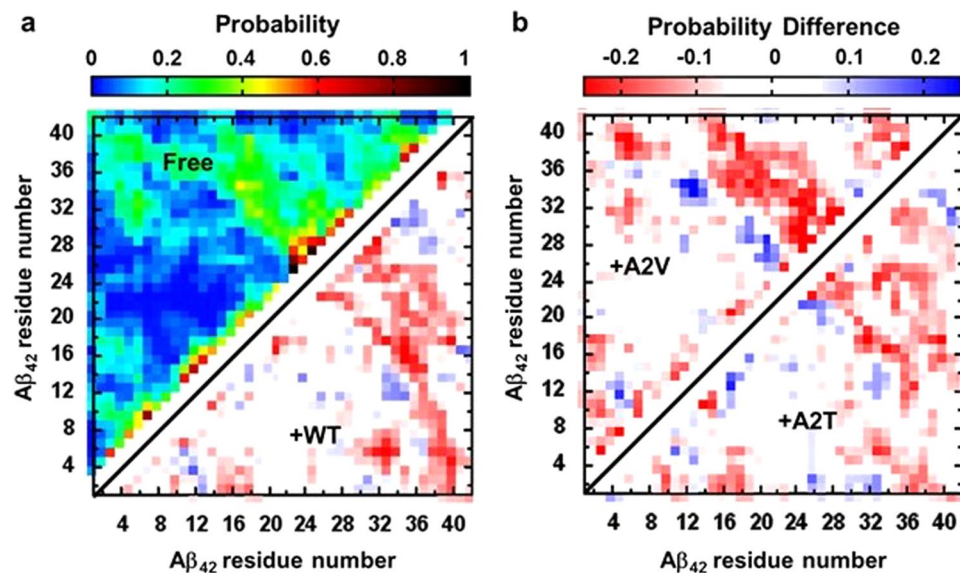 a
Probability
0 0.2 0.4 0.6 0.8 1
40
36
32
28
24
20
16
12
8
4
Aβ42 residue number
Free
+WT
4 8 12 16 20 24 28 32 36 40
Aβ42 residue number
b
Probability Difference
-0.2 -0.1 0 0.1 0.2
40
36
32
28
24
20
16
12
8
4
Aβ42 residue number
+A2V
+A2T
4 8 12 16 20 24 28 32 36 40
Aβ42 residue number